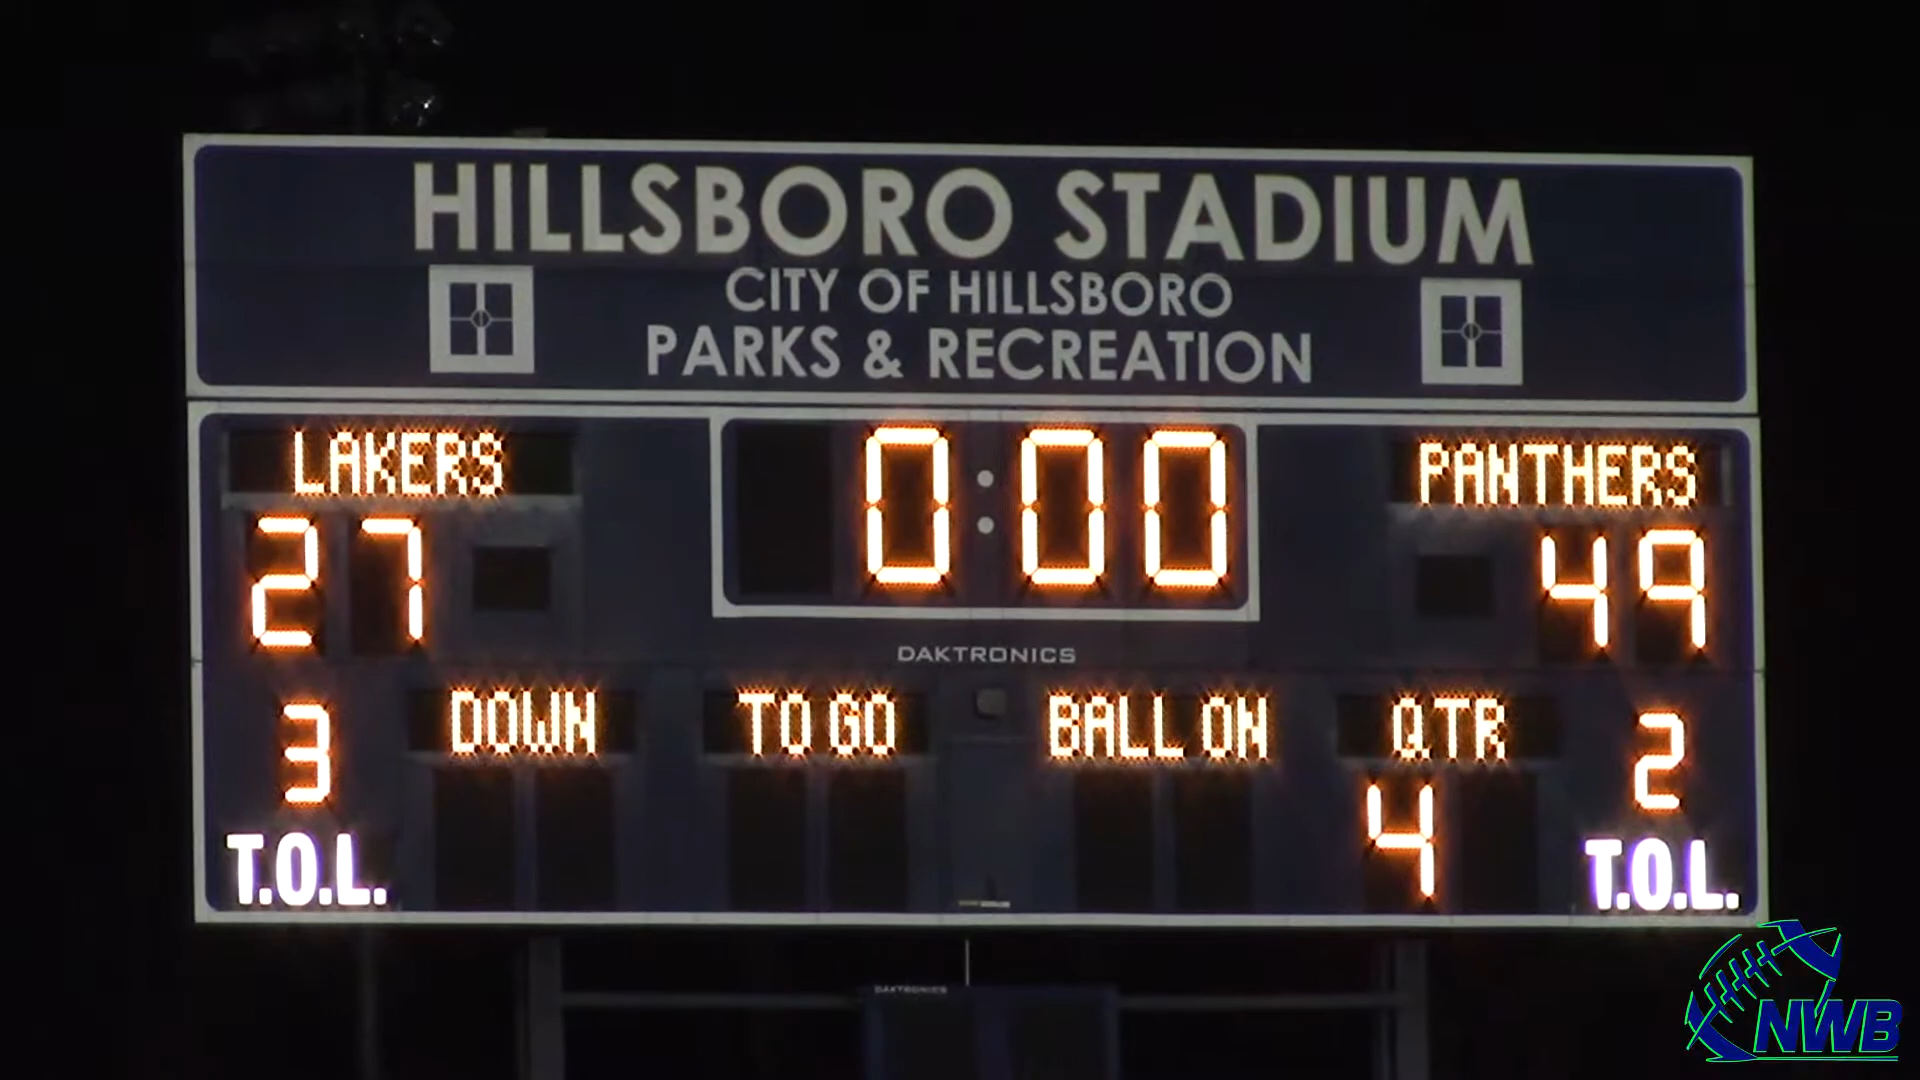 HILLSBORO STADIUM
CITY OF HILLSBORO
PARKS & RECREATION
LAKERS 0:00 PANTHERS
27 49
DAKTRONICS
DOWN TO GO BALL ON QTR
3 4 2
T.O.L. T.O.L.
DAKTRONICS
NWB